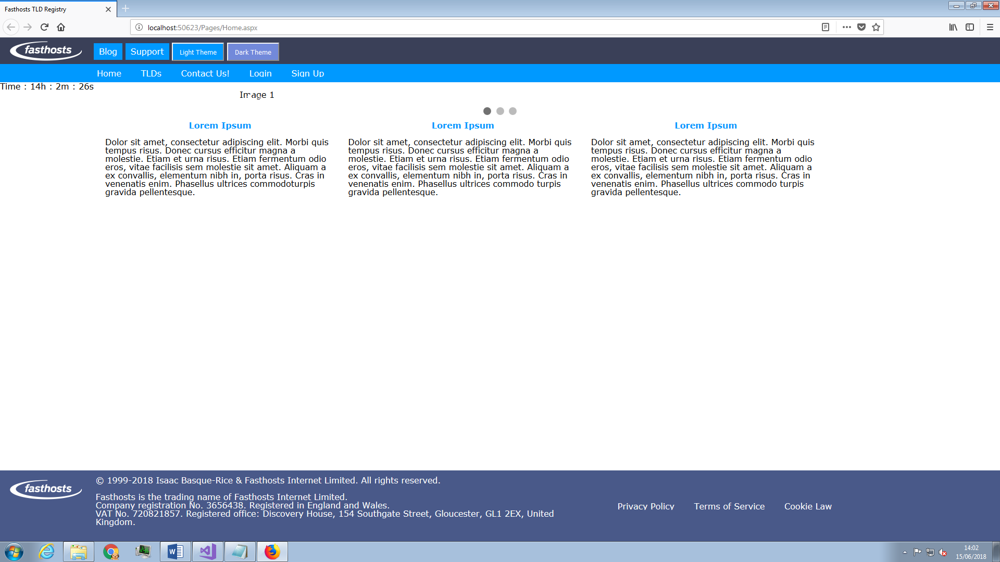 Fasthosts TLD Registry
localhost:50623/Pages/Home.aspx
fasthosts
Blog
Support
Light Theme
Dark Theme
Home
TLDs
Contact Us!
Login
Sign Up
Time : 14h : 2m : 26s
Image 1
Lorem Ipsum
Dolor sit amet, consectetur adipiscing elit. Morbi quis
tempus risus. Donec cursus efficitur magna a
molestie. Etiam et urna risus. Etiam fermentum odio
eros, vitae facilisis sem molestie sit amet. Aliquam a
ex convallis, elementum nibh in, porta risus. Cras in
venenatis enim. Phasellus ultrices commodoturpis
gravida pellentesque.
Lorem Ipsum
Dolor sit amet, consectetur adipiscing elit. Morbi quis
tempus risus. Donec cursus efficitur magna a
molestie. Etiam et urna risus. Etiam fermentum odio
eros, vitae facilisis sem molestie sit amet. Aliquam a
ex convallis, elementum nibh in, porta risus. Cras in
venenatis enim. Phasellus ultrices commodo turpis
gravida pellentesque.
Lorem Ipsum
Dolor sit amet, consectetur adipiscing elit. Morbi quis
tempus risus. Donec cursus efficitur magna a
molestie. Etiam et urna risus. Etiam fermentum odio
eros, vitae facilisis sem molestie sit amet. Aliquam a
ex convallis, elementum nibh in, porta risus. Cras in
venenatis enim. Phasellus ultrices commodo turpis
gravida pellentesque.
fasthosts
© 1999-2018 Isaac Basque-Rice & Fasthosts Internet Limited. All rights reserved.
Fasthosts is the trading name of Fasthosts Internet Limited.
Company registration No. 3656438. Registered in England and Wales.
VAT No. 720821857. Registered office: Discovery House, 154 Southgate Street, Gloucester, GL1 2EX, United
Kingdom.
Privacy Policy
Terms of Service
Cookie Law
14:02
15/06/2018